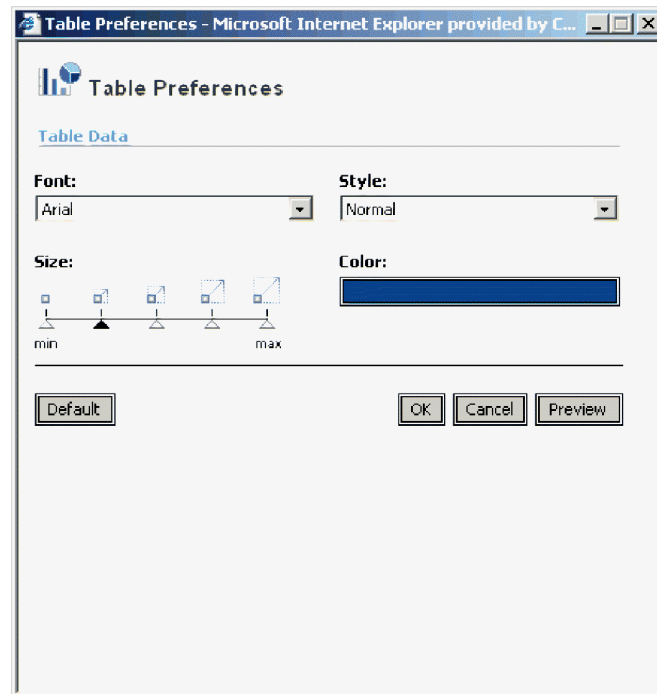 Table Preferences - Microsoft Internet Explorer provided by C...
Table Preferences
Table Data
Font:
Style:
Arial
Normal
Size:
Color:
min
max
Default
OK
Cancel
Preview